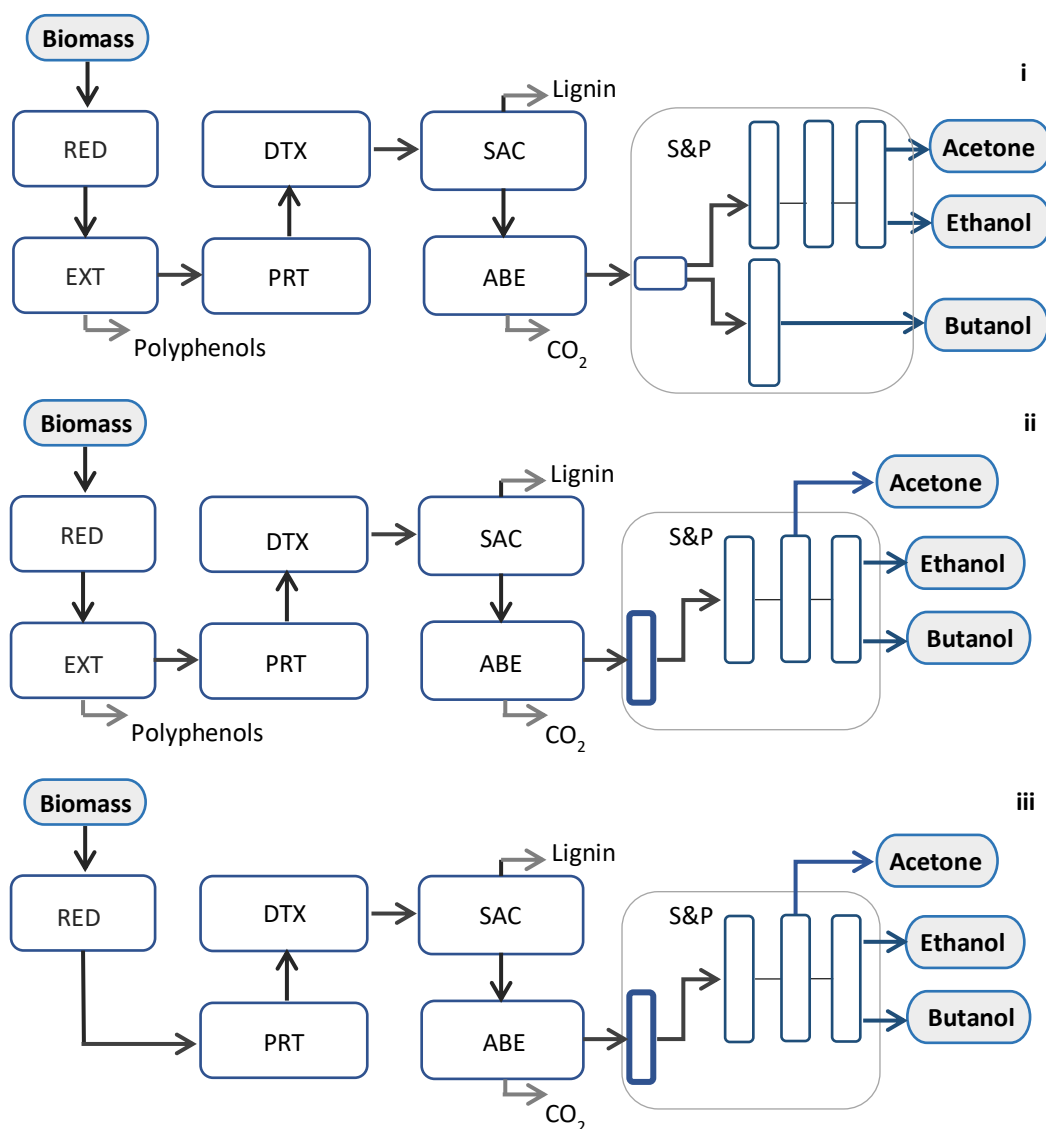 i
Biomass
RED
DTX
SAC
Lignin
S&P
Acetone
EXT
PRT
ABE
Ethanol
Polyphenols
CO2
Butanol
ii
Biomass
RED
DTX
SAC
Lignin
S&P
Acetone
Ethanol
EXT
PRT
ABE
Butanol
Polyphenols
CO2
iii
Biomass
RED
DTX
SAC
Lignin
S&P
Acetone
Ethanol
PRT
ABE
Butanol
CO2